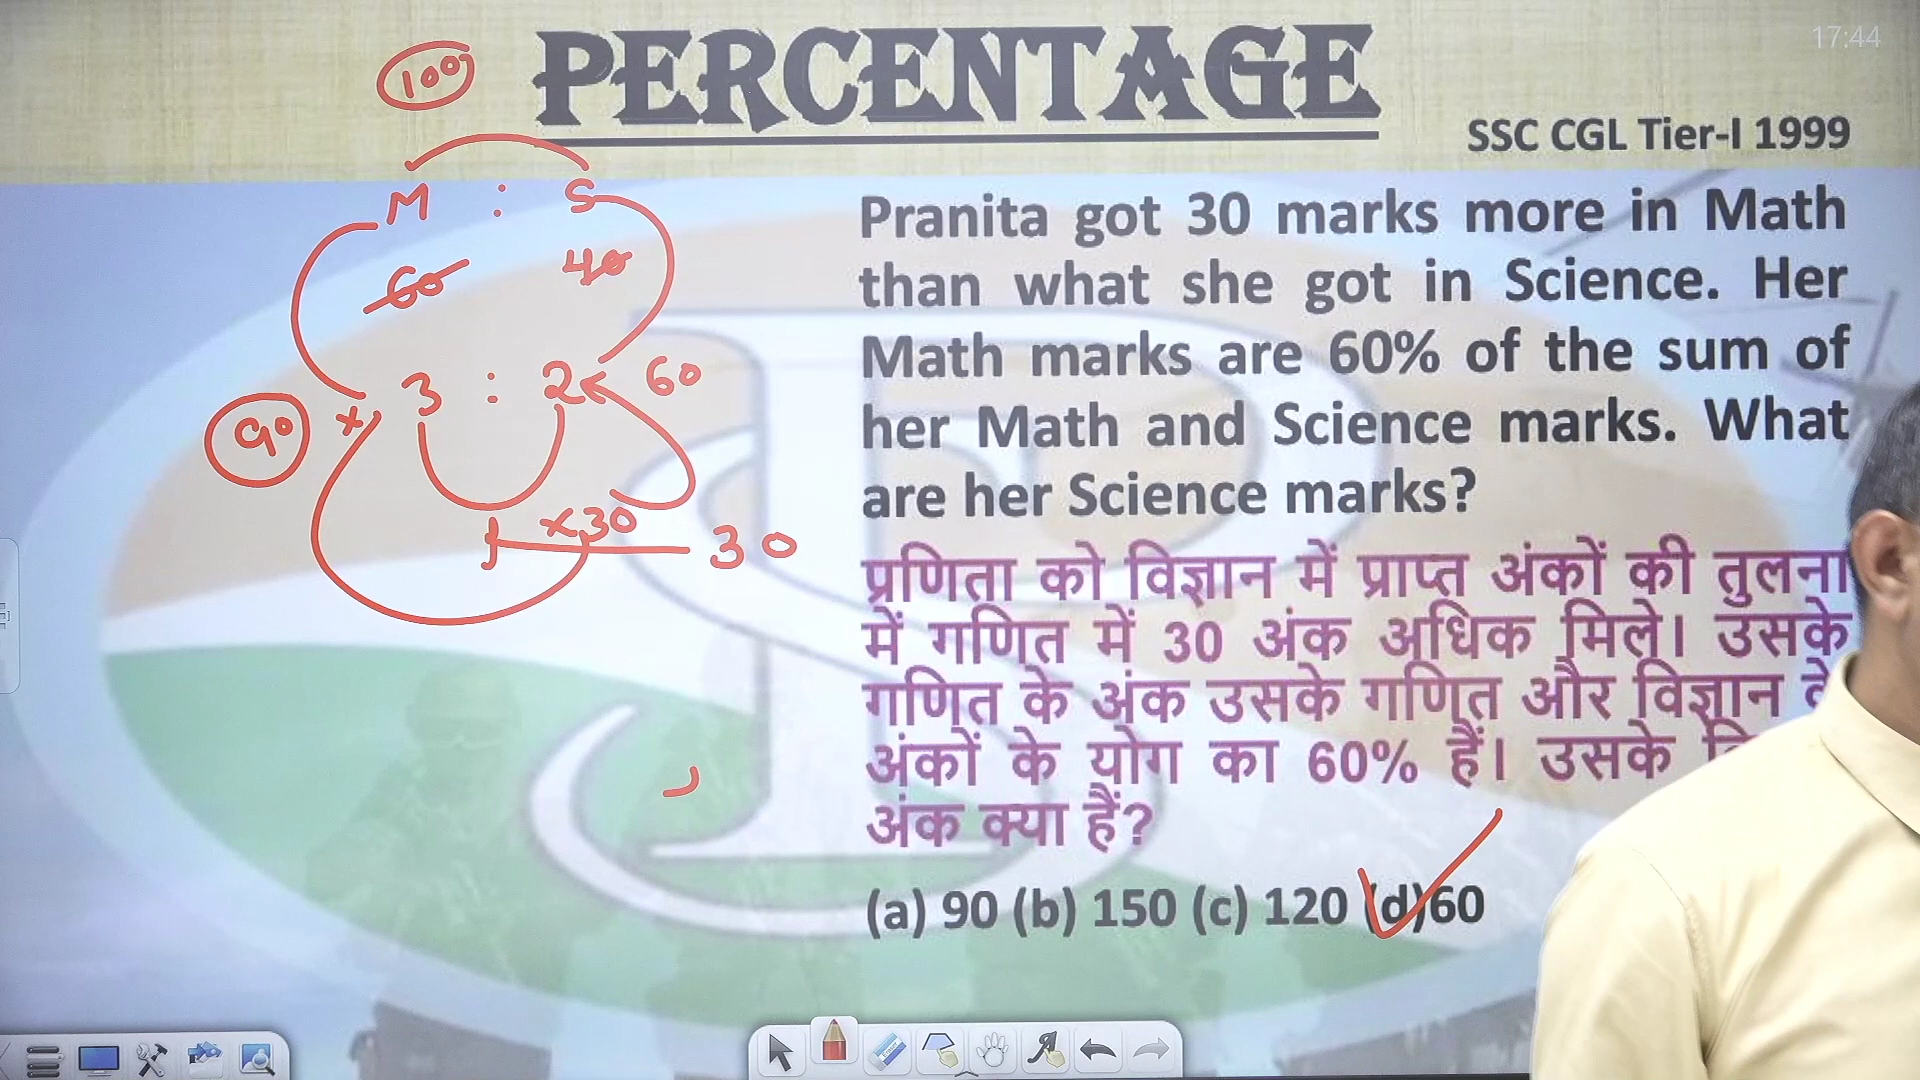 17:44
PERCENTAGE
SSC CGL Tier-I 1999
100
M : S
60 40
3 : 2 60
90 ×
×30
1 30
Pranita got 30 marks more in Math
than what she got in Science. Her
Math marks are 60% of the sum of
her Math and Science marks. What
are her Science marks?
प्रणिता को विज्ञान में प्राप्त अंकों की तुलना
में गणित में 30 अंक अधिक मिले। उसके
गणित के अंक उसके गणित और विज्ञान
अंकों के योग का 60% हैं। उसके
अंक क्या हैं?
(a) 90 (b) 150 (c) 120 (d)60